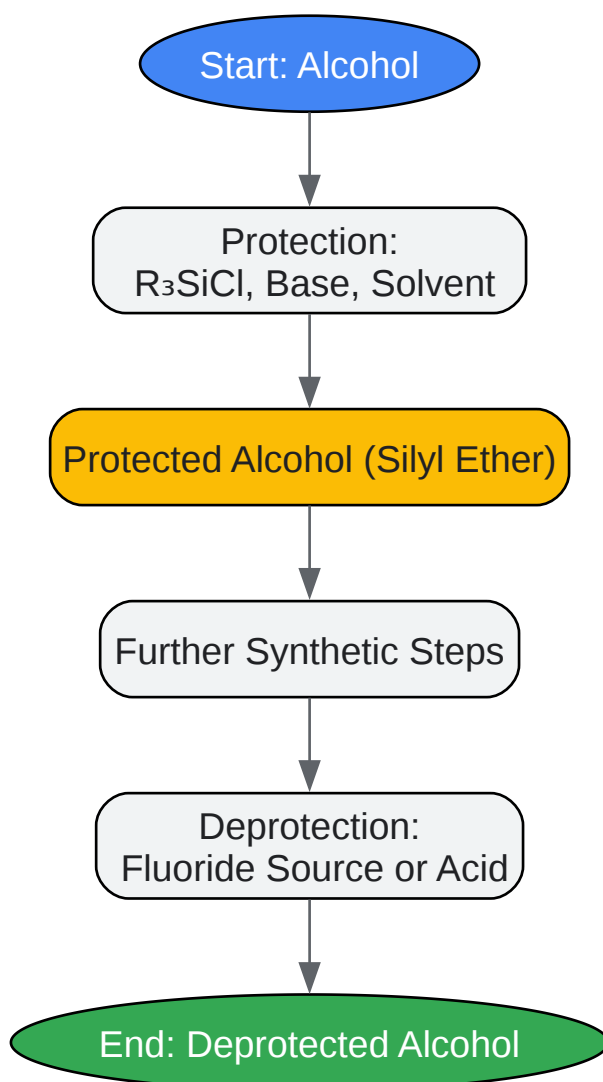 Start: Alcohol
Protection:
R₃SiCl, Base, Solvent
Protected Alcohol (Silyl Ether)
Further Synthetic Steps
Deprotection:
Fluoride Source or Acid
End: Deprotected Alcohol